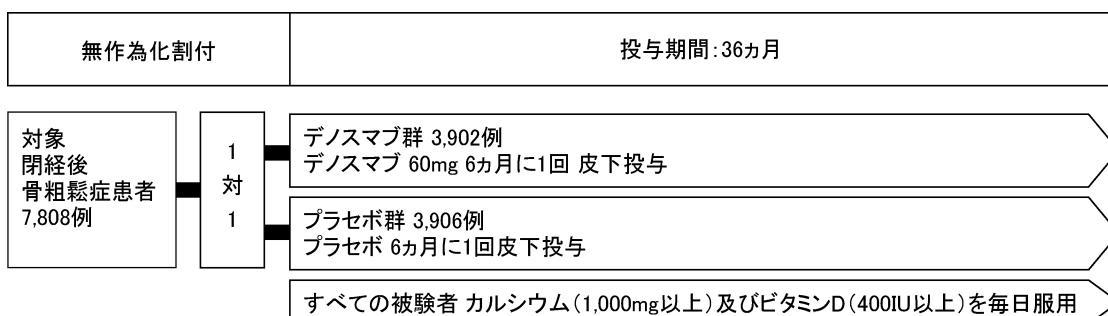 無作為化割付
投与期間：36ヵ月
対象
閉経後
骨粗鬆症患者
7,808例
1
対
1
デノスマブ群 3,902例
デノスマブ 60mg 6ヵ月に1回 皮下投与
プラセボ群 3,906例
プラセボ 6ヵ月に1回皮下投与
すべての被験者 カルシウム（1,000mg以上）及びビタミンD（400IU以上）を毎日服用